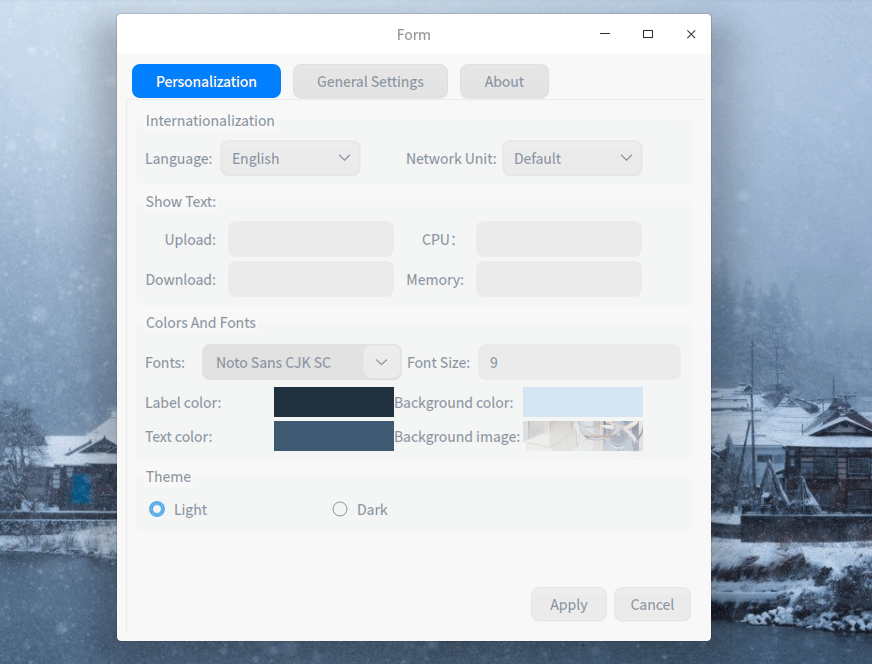 Form
Personalization General Settings About
Internationalization
Language: English Network Unit: Default
Show Text:
Upload: CPU：
Download: Memory:
Colors And Fonts
Fonts: Noto Sans CJK SC Font Size: 9
Label color: Background color:
Text color: Background image:
Theme
Light Dark
Apply Cancel